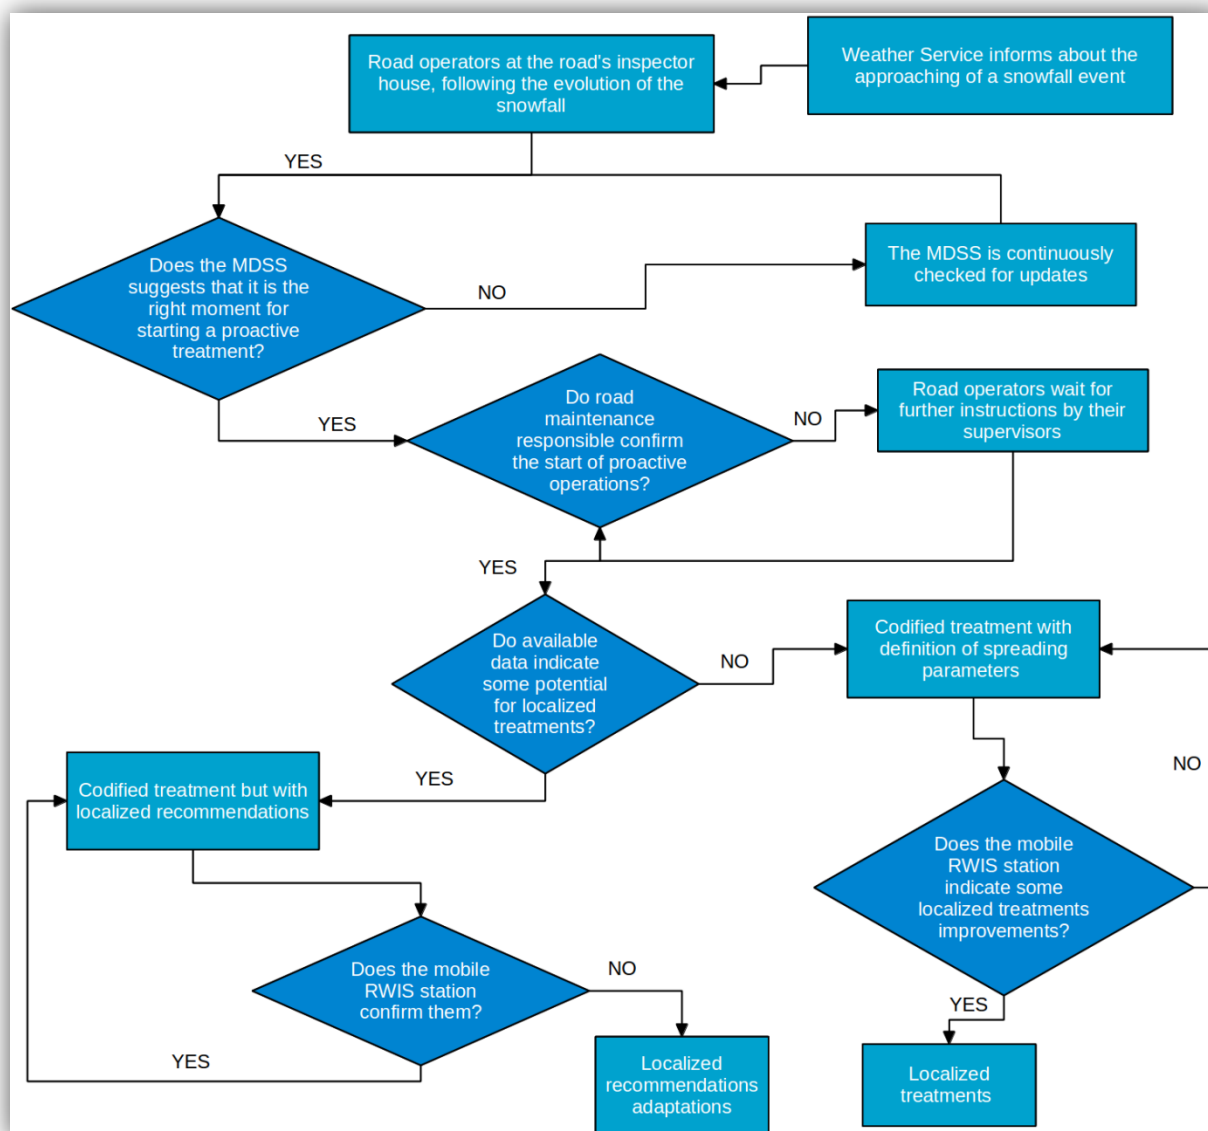 Weather Service informs about the
approaching of a snowfall event
Road operators at the road's inspector
house, following the evolution of the
snowfall
YES
Does the MDSS
suggests that it is the
right moment for
starting a proactive
treatment?
NO
The MDSS is continuously
checked for updates
YES
Do road
maintenance
responsible confirm
the start of proactive
operations?
NO
Road operators wait for
further instructions by their
supervisors
YES
Do available
data indicate
some potential
for localized
treatments?
NO
Codified treatment with
definition of spreading
parameters
YES
Codified treatment but with
localized recommendations
NO
Does the mobile
RWIS station
indicate some
localized treatments
improvements?
Does the mobile
RWIS station
confirm them?
NO
YES
YES
Localized
recommendations
adaptations
Localized
treatments